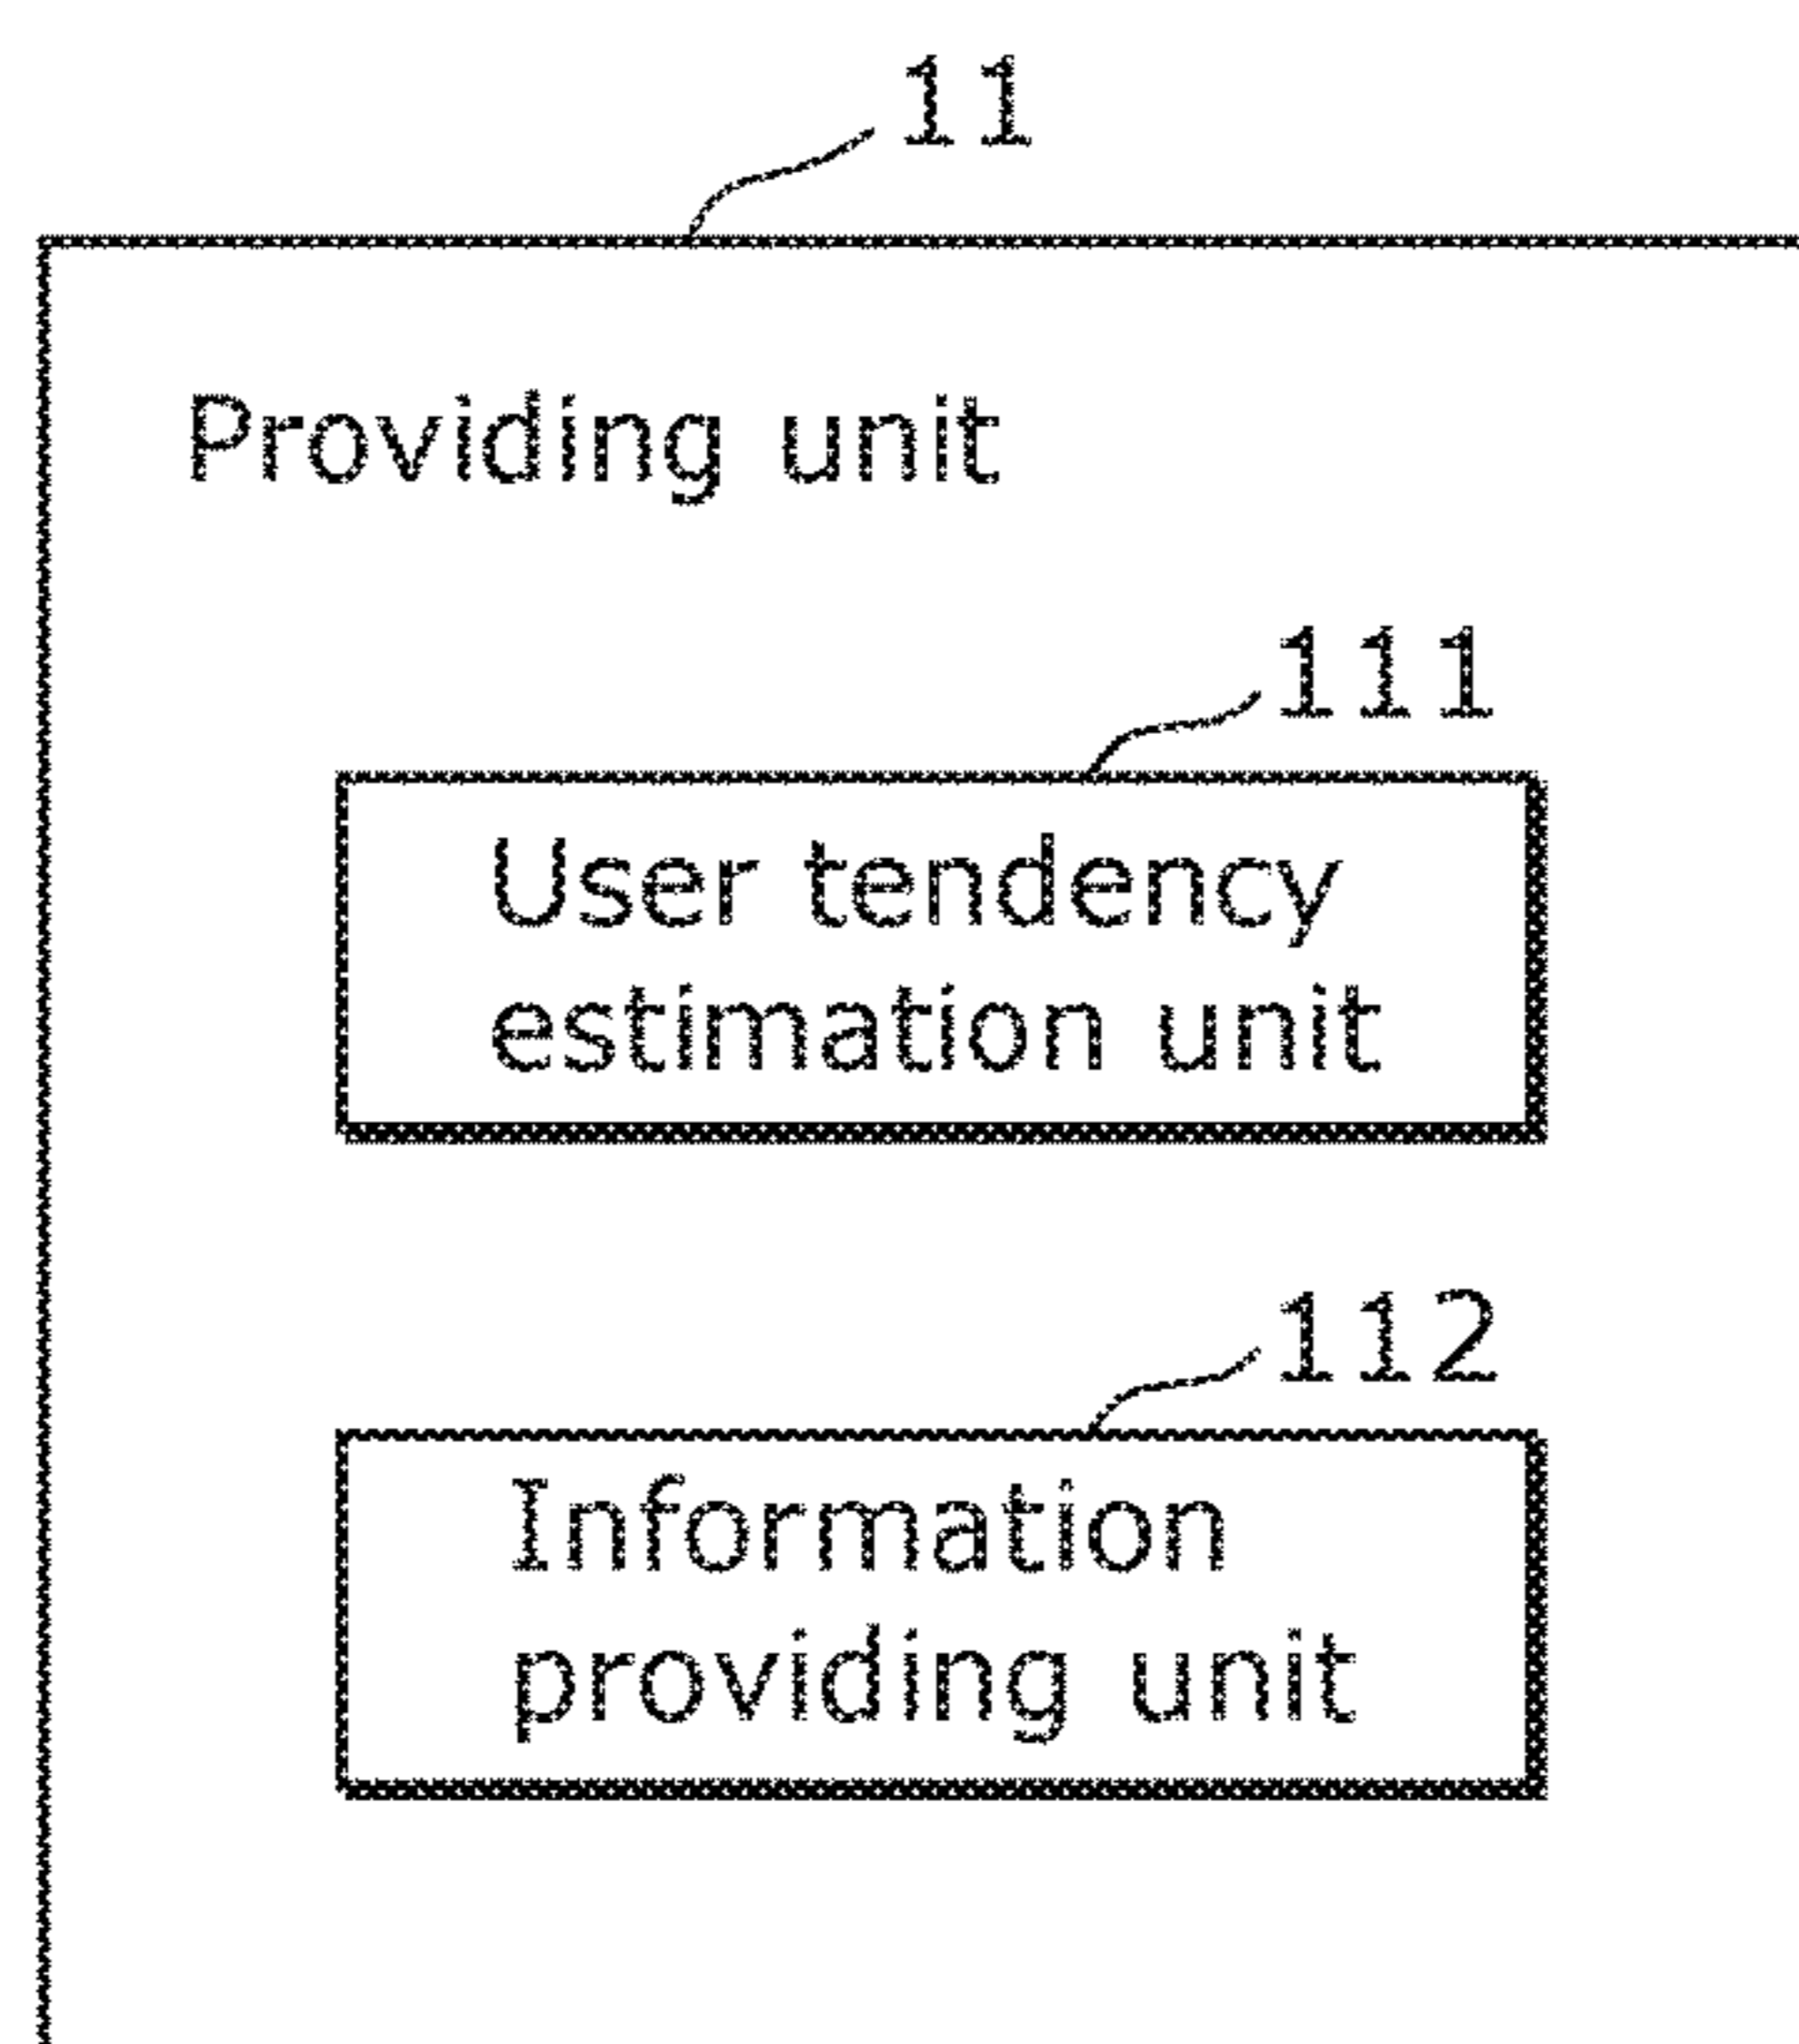 11
Providing unit
111
User tendency
estimation unit
112
Information
providing unit